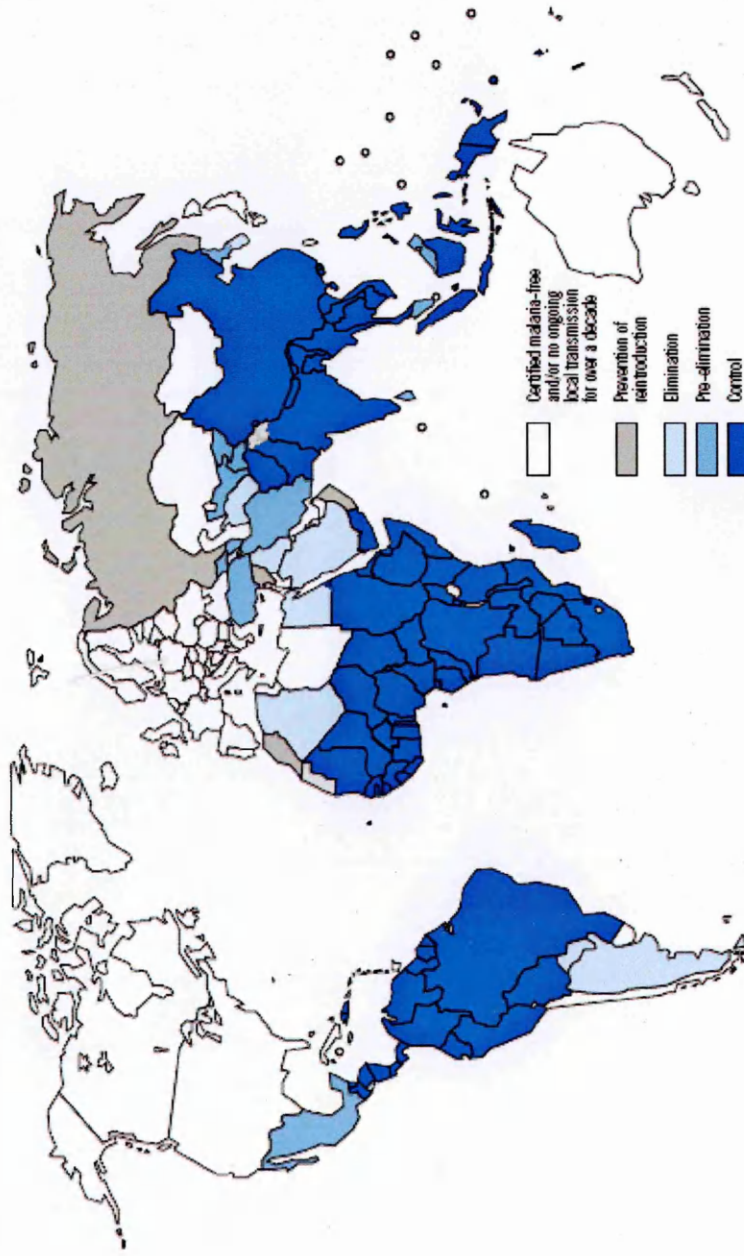 Certified malaria-free
and/or no ongoing
local transmission
for over a decade
Prevention of
reintroduction
Elimination
Pre-elimination
Control